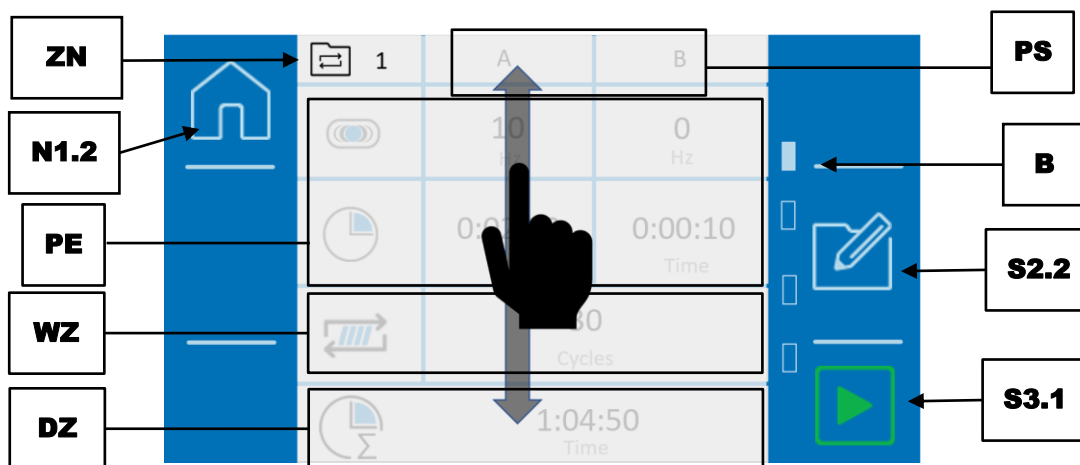 ZN
1
A
B
PS
N1.2
10
Hz
0
Hz
B
PE
0:00:10
Time
S2.2
WZ
30
Cycles
S3.1
DZ
Σ
1:04:50
Time